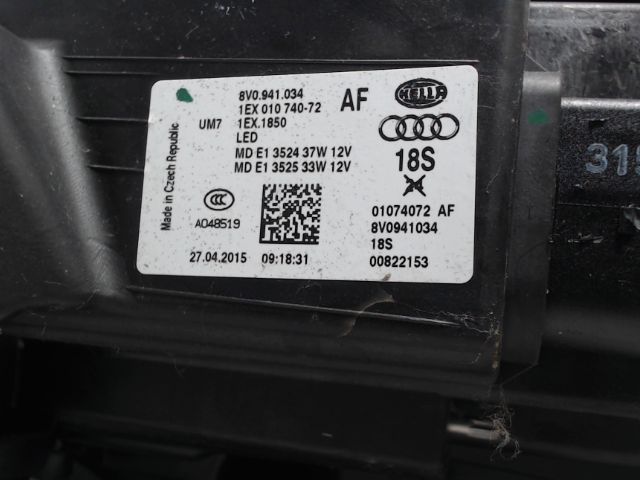 8V0.941.034
1EX 010 740-72
AF
HELLA
UM7
1EX.1850
LED
MD E1 3524 37W 12V
MD E1 3525 33W 12V
18S
Made in Czech Republic
CCC
A048519
01074072 AF
8V0941034
18S
00822153
27.04.2015
09:18:31